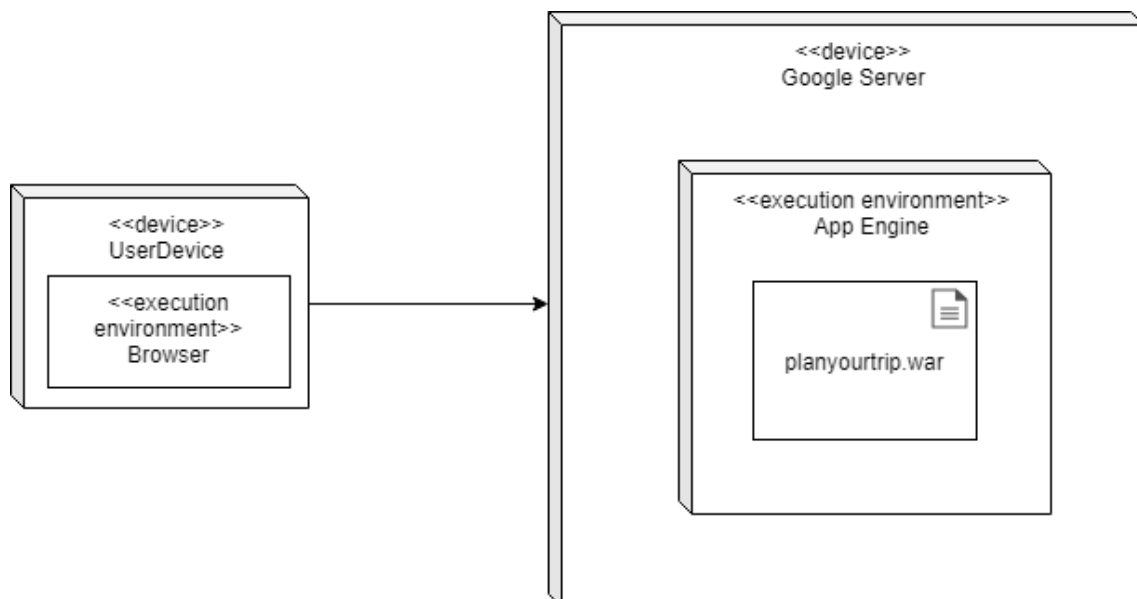 <<device>>
UserDevice
<<execution
environment>>
Browser
<<device>>
Google Server
<<execution environment>>
App Engine
planyourtrip.war